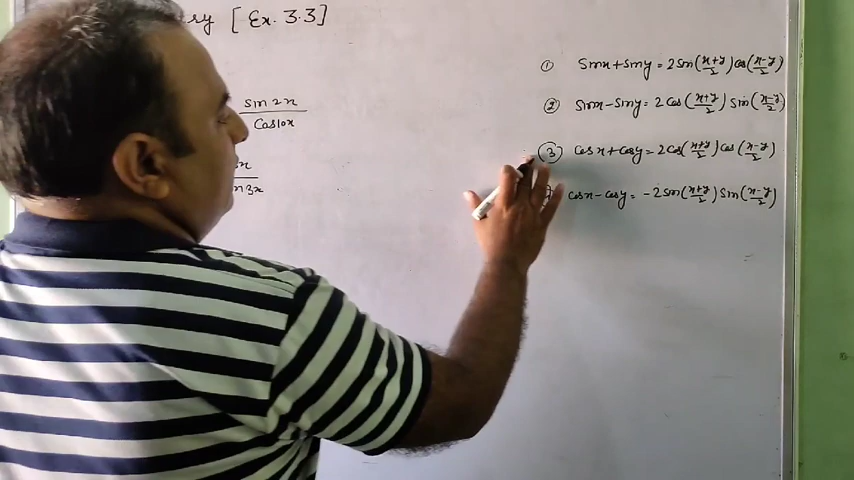 [Ex. 3.3]
sin 2x
Cos10x
① Sinx + siny = 2 sin(x+y/2) cos(x-y/2)
② Sinx - siny = 2 cos(x+y/2) sin(x-y/2)
③ cos x + cosy = 2 cos(x+y/2) cos(x-y/2)
cosx - cosy = -2 sin(x+y/2) sin(x-y/2)